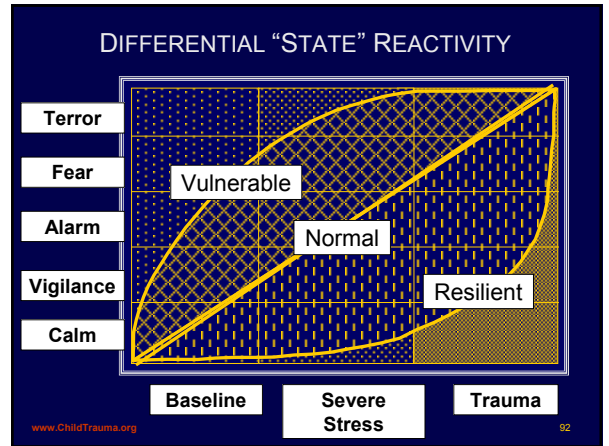 DIFFERENTIAL “STATE” REACTIVITY
Terror
Fear
Alarm
Vigilance
Calm
Vulnerable
Normal
Resilient
Baseline
Severe
Stress
Trauma
www.ChildTrauma.org
92